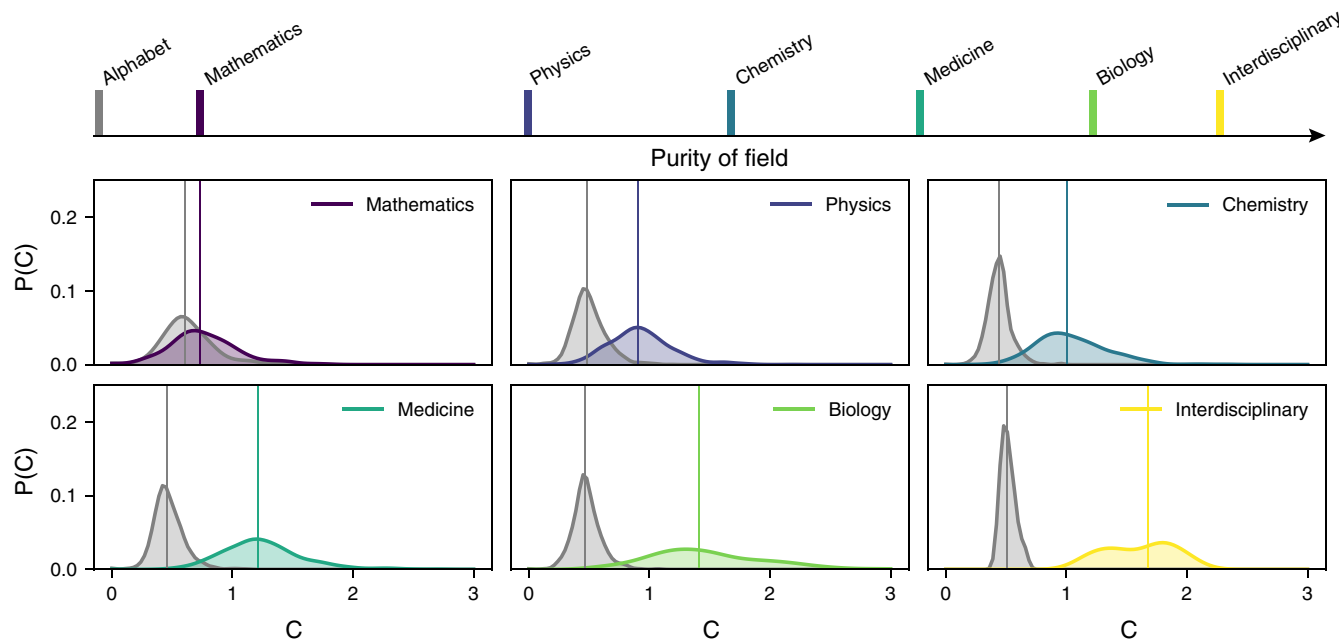 Alphabet
Mathematics
Physics
Chemistry
Medicine
Biology
Interdisciplinary
Purity of field
P(C)
0.2
0.1
0.0
Mathematics
Physics
Chemistry
P(C)
0.2
0.1
0.0
Medicine
Biology
Interdisciplinary
0 1 2 3
0 1 2 3
0 1 2 3
C
C
C